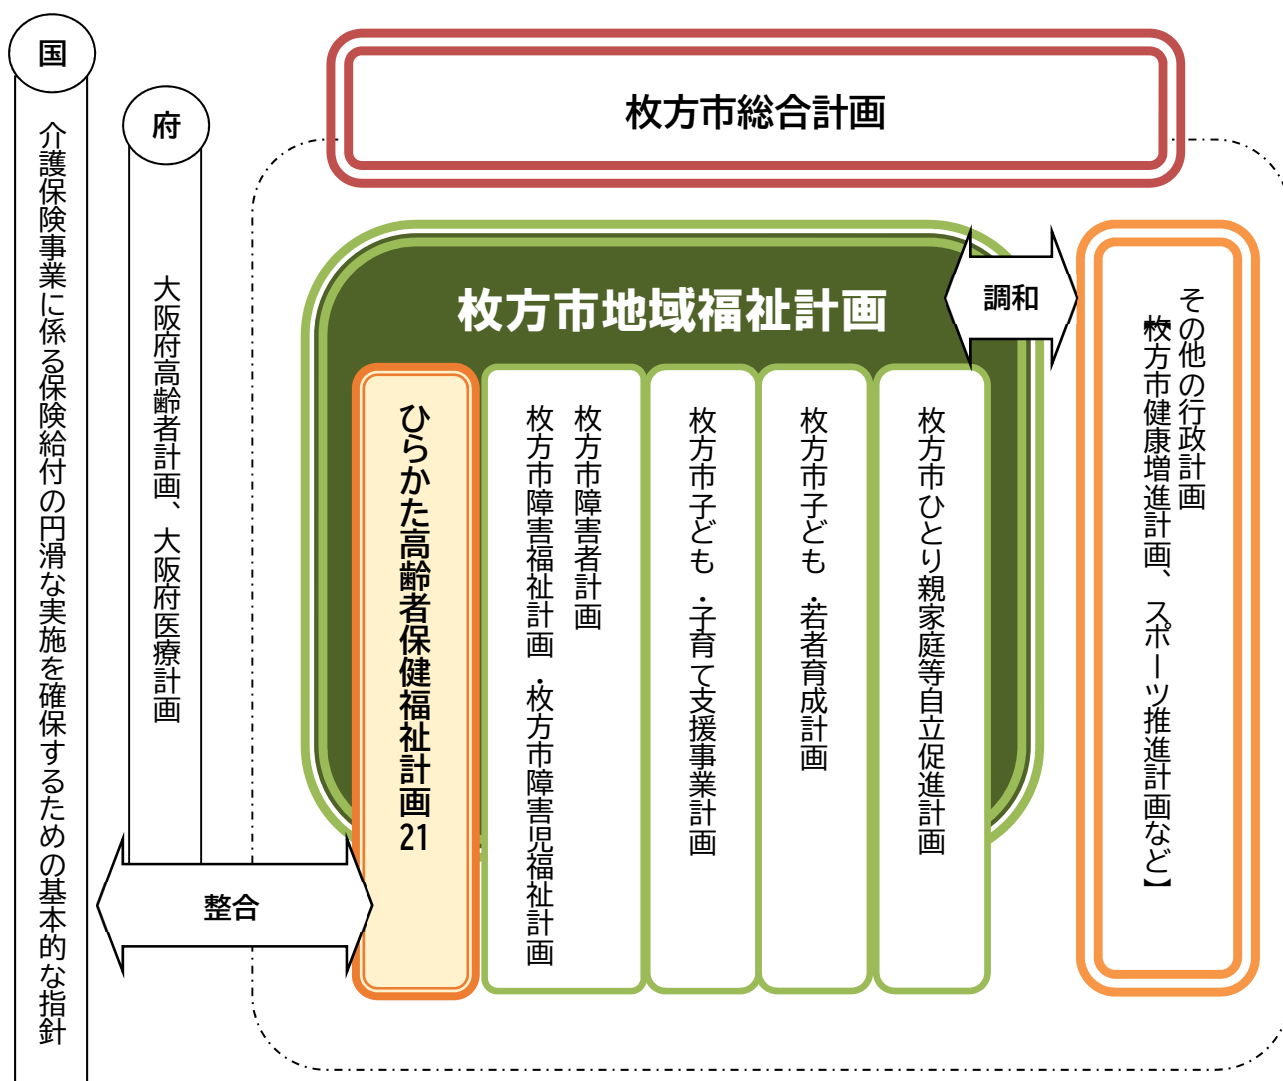 国
介護保険事業に係る保険給付の円滑な実施を確保するための基本的な指針
府
大阪府高齢者計画、大阪府医療計画
枚方市総合計画
枚方市地域福祉計画
調和
ひらかた高齢者保健福祉計画21
枚方市障害者計画
枚方市障害福祉計画・枚方市障害児福祉計画
枚方市子ども・子育て支援事業計画
枚方市子ども・若者育成計画
枚方市ひとり親家庭等自立促進計画
その他の行政計画
【枚方市健康増進計画、スポーツ推進計画など】
整合